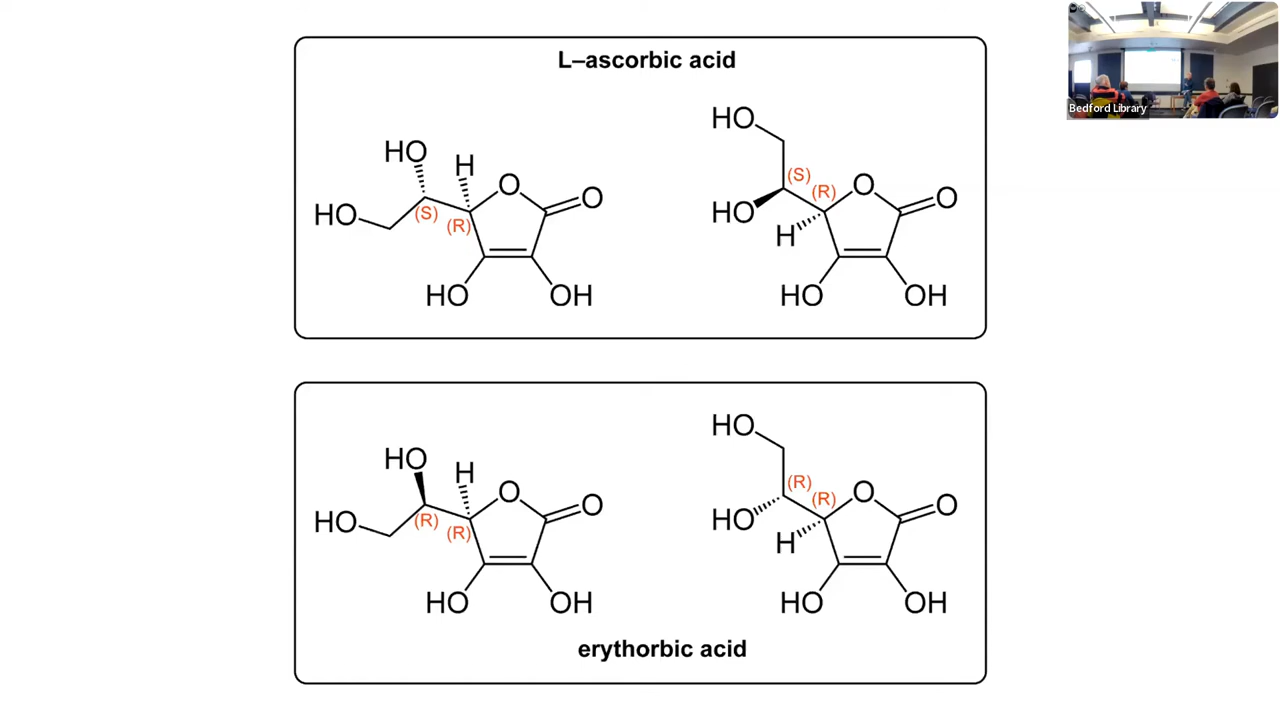 L–ascorbic acid
HO
HO
H
O
O
(S)
(R)
HO
OH
HO
(S)
(R)
O
O
HO
H
HO
OH
HO
HO
H
O
O
(R)
(R)
HO
OH
HO
(R)
(R)
O
O
HO
H
HO
OH
erythorbic acid
Bedford Library